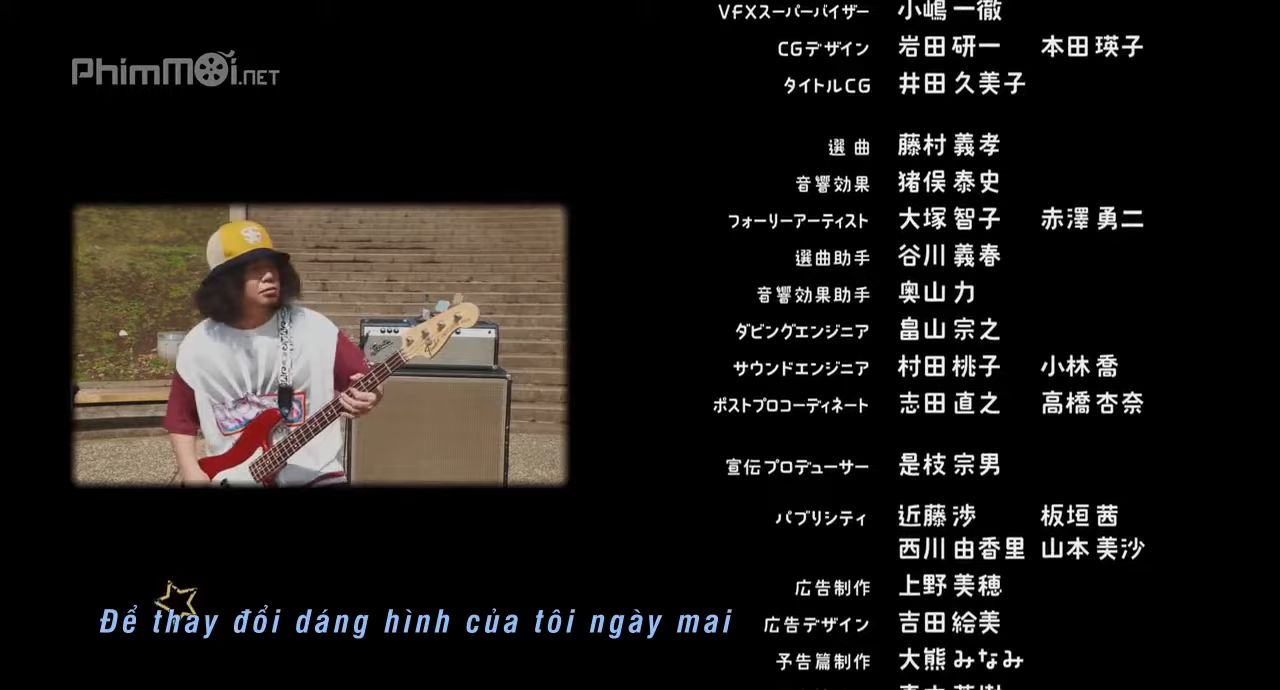 VFXスーパーバイザー 小嶋 一徹
CGデザイン 岩田 研一 本田 瑛子
タイトルCG 井田 久美子
PhimMỚi.NET
選曲 藤村 義孝
音響効果 猪俣 泰史
フォーリーアーティスト 大塚 智子 赤澤 勇二
選曲助手 谷川 義春
音響効果助手 奥山 力
ダビングエンジニア 畠山 宗之
サウンドエンジニア 村田 桃子 小林 喬
ポストプロコーディネート 志田 直之 高橋 杏奈
宣伝プロデューサー 是枝 宗男
パブリシティ 近藤 渉 板垣 茜
西川 由香里 山本 美沙
広告制作 上野 美穂
広告デザイン 吉田 絵美
予告篇制作 大熊 みなみ
Để thay đổi dáng hình của tôi ngày mai